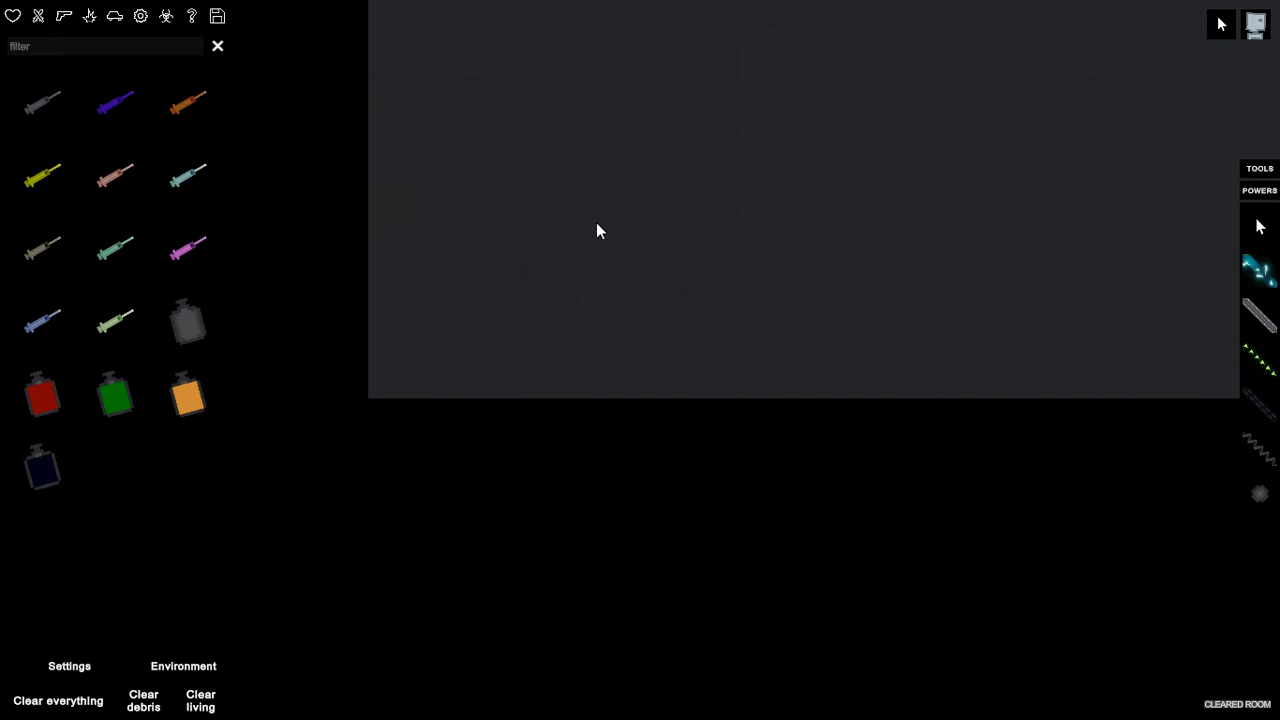 filter
TOOLS
POWERS
Settings
Environment
Clear everything
Clear
debris
Clear
living
CLEARED ROOM